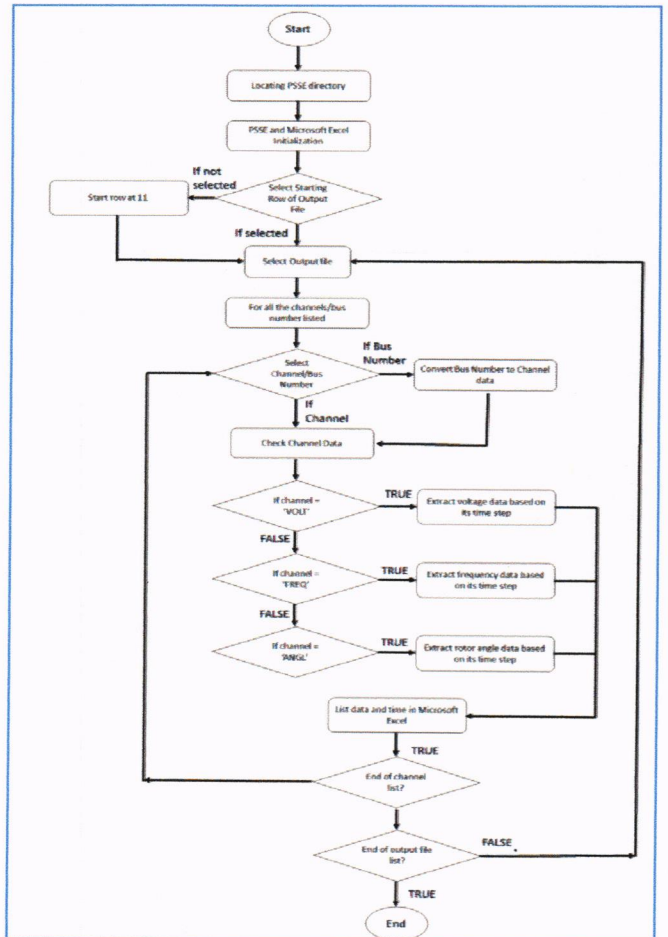 Start
Locating PSSE directory
PSSE and Microsoft Excel
Initialization
If not
selected
Select Starting
Row of Output
File
Start row at 11
If selected
Select Output file
For all the channels/bus
number listed
If Bus
Number
Select
Channel/Bus
Number
Convert Bus Number to Channel
data
If
Channel
Check Channel Data
If channel =
'VOLT'
TRUE
Extract voltage data based on
its time step
FALSE
If channel =
'FREQ'
TRUE
Extract frequency data based
on its time step
FALSE
If channel =
'ANGL'
TRUE
Extract rotor angle data based
on its time step
List data and time in Microsoft
Excel
TRUE
End of channel
list?
End of output file
list?
FALSE
TRUE
End